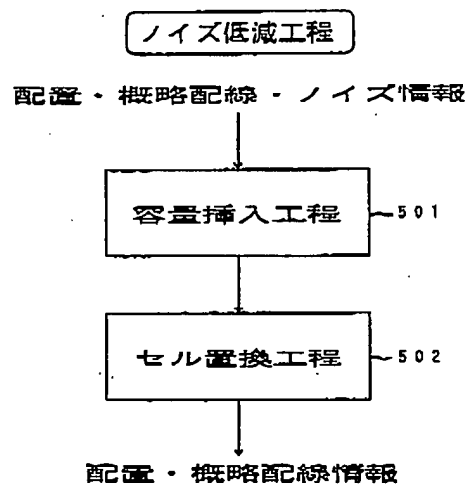 ノイズ低減工程
配置・概略配線・ノイズ情報
容量挿入工程
501
セル置換工程
502
配置・概略配線情報